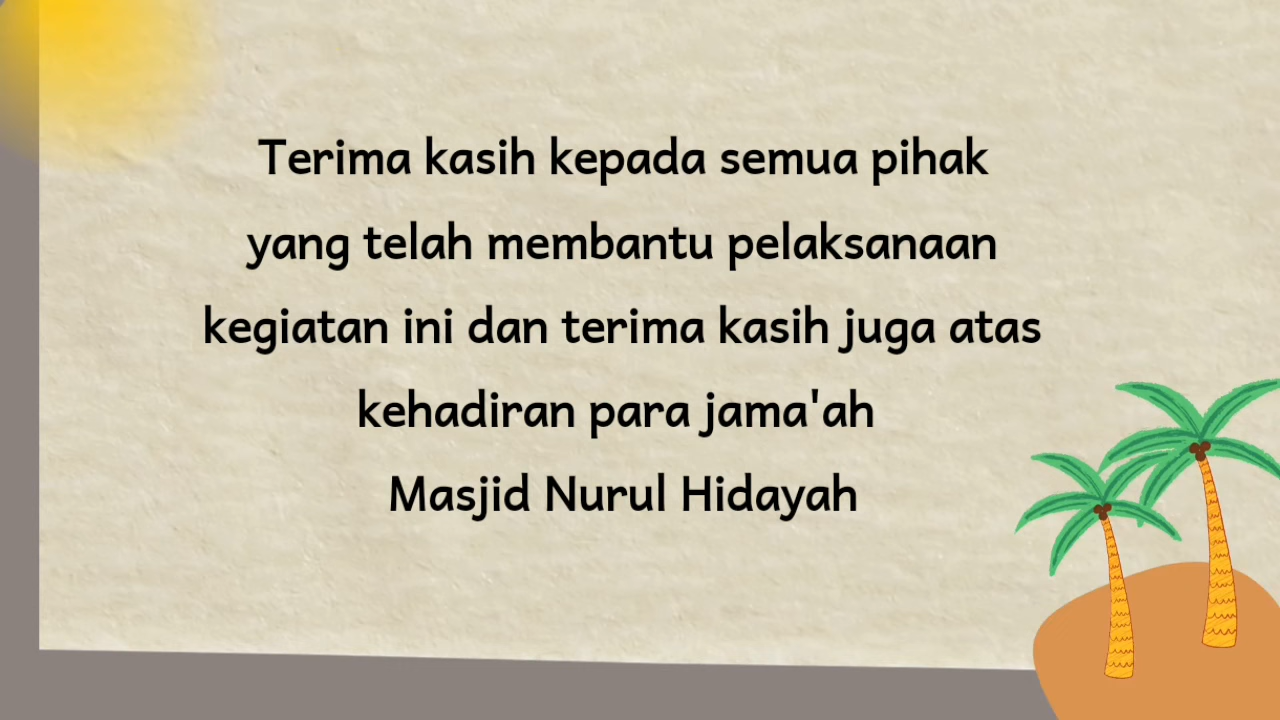 Terima kasih kepada semua pihak
yang telah membantu pelaksanaan
kegiatan ini dan terima kasih juga atas
kehadiran para jama'ah
Masjid Nurul Hidayah